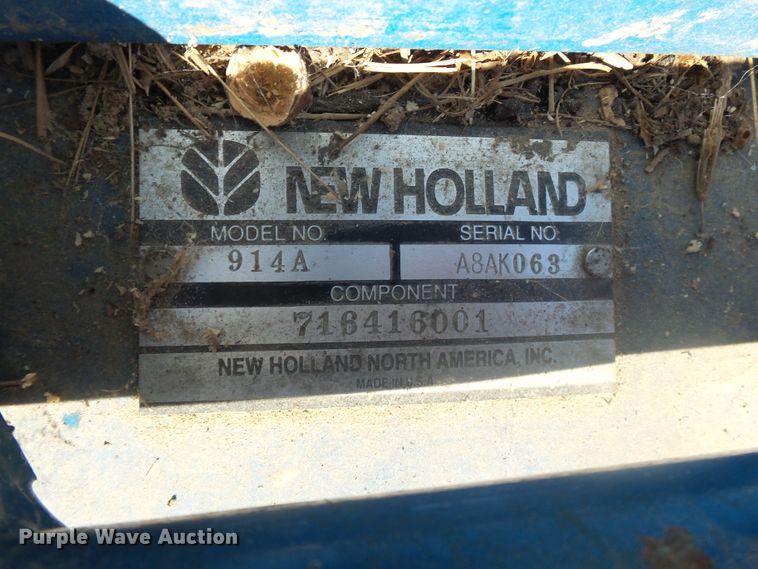 NEW HOLLAND
MODEL NO. SERIAL NO.
914A A8AK063
COMPONENT
716416001
NEW HOLLAND NORTH AMERICA, INC.
MADE IN U.S.A.
Purple Wave Auction